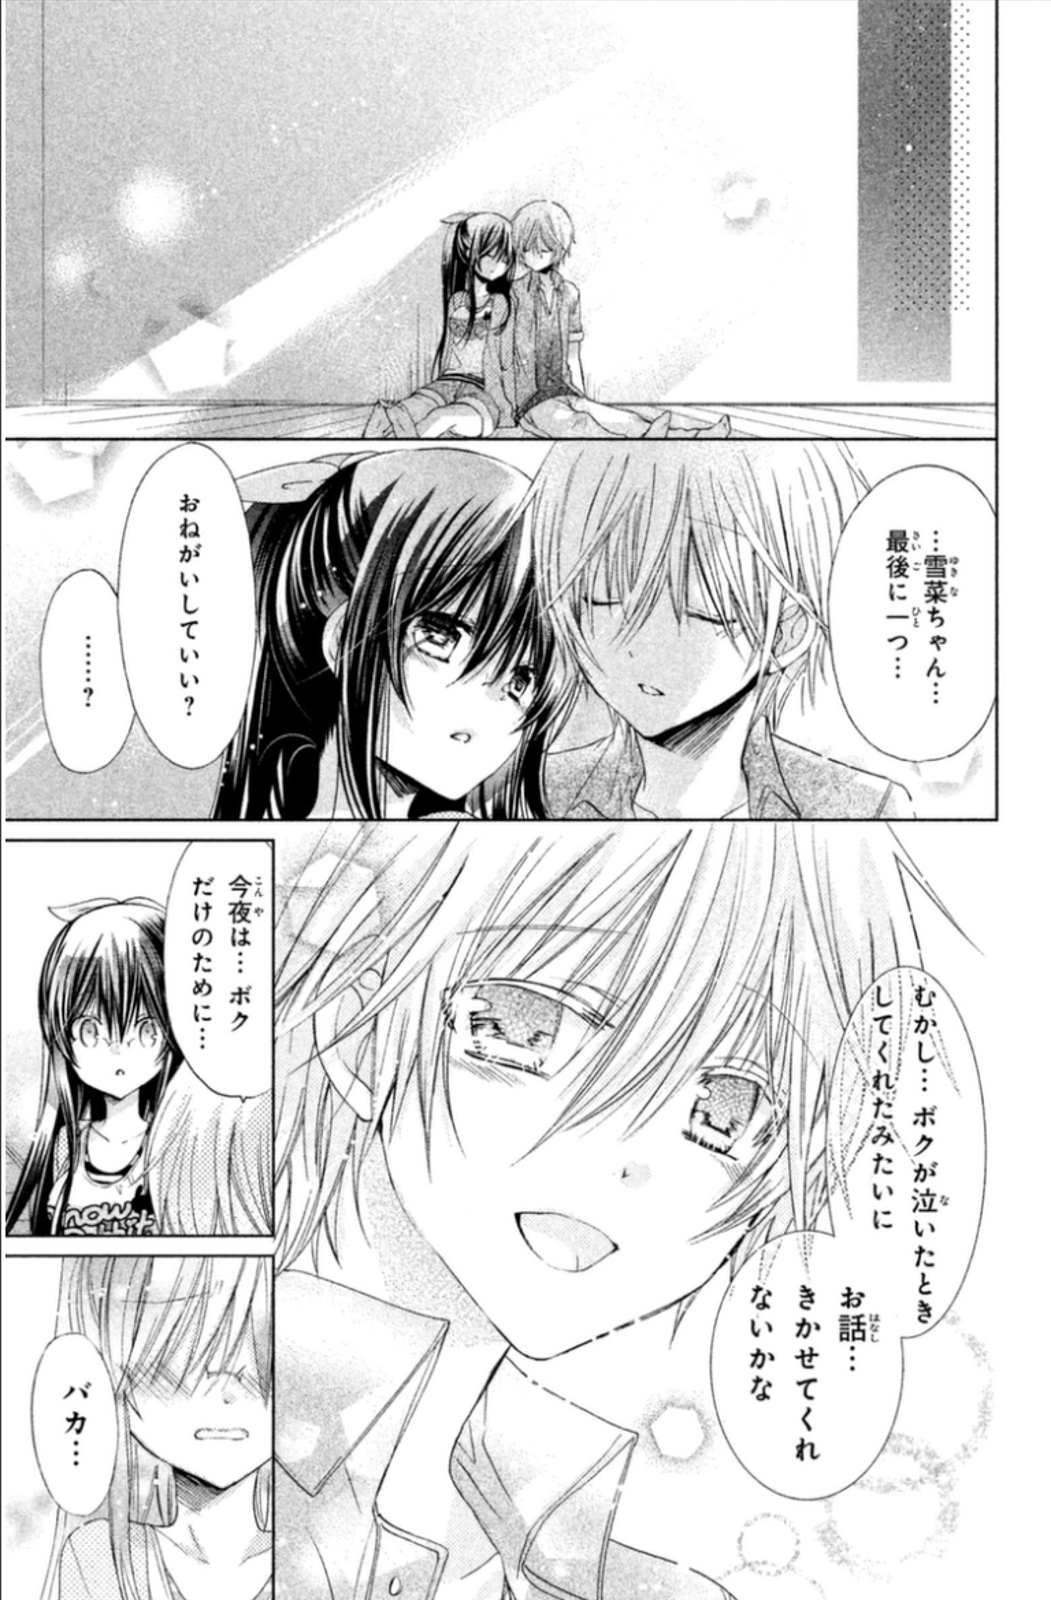 …雪菜ちゃん…
最後に一つ…
おねがいしていい?
……?
むかし…ボクが泣いたとき
してくれたみたいに
お話…
きかせてくれ
ないかな
今夜は…ボク
だけのために…
バカ…